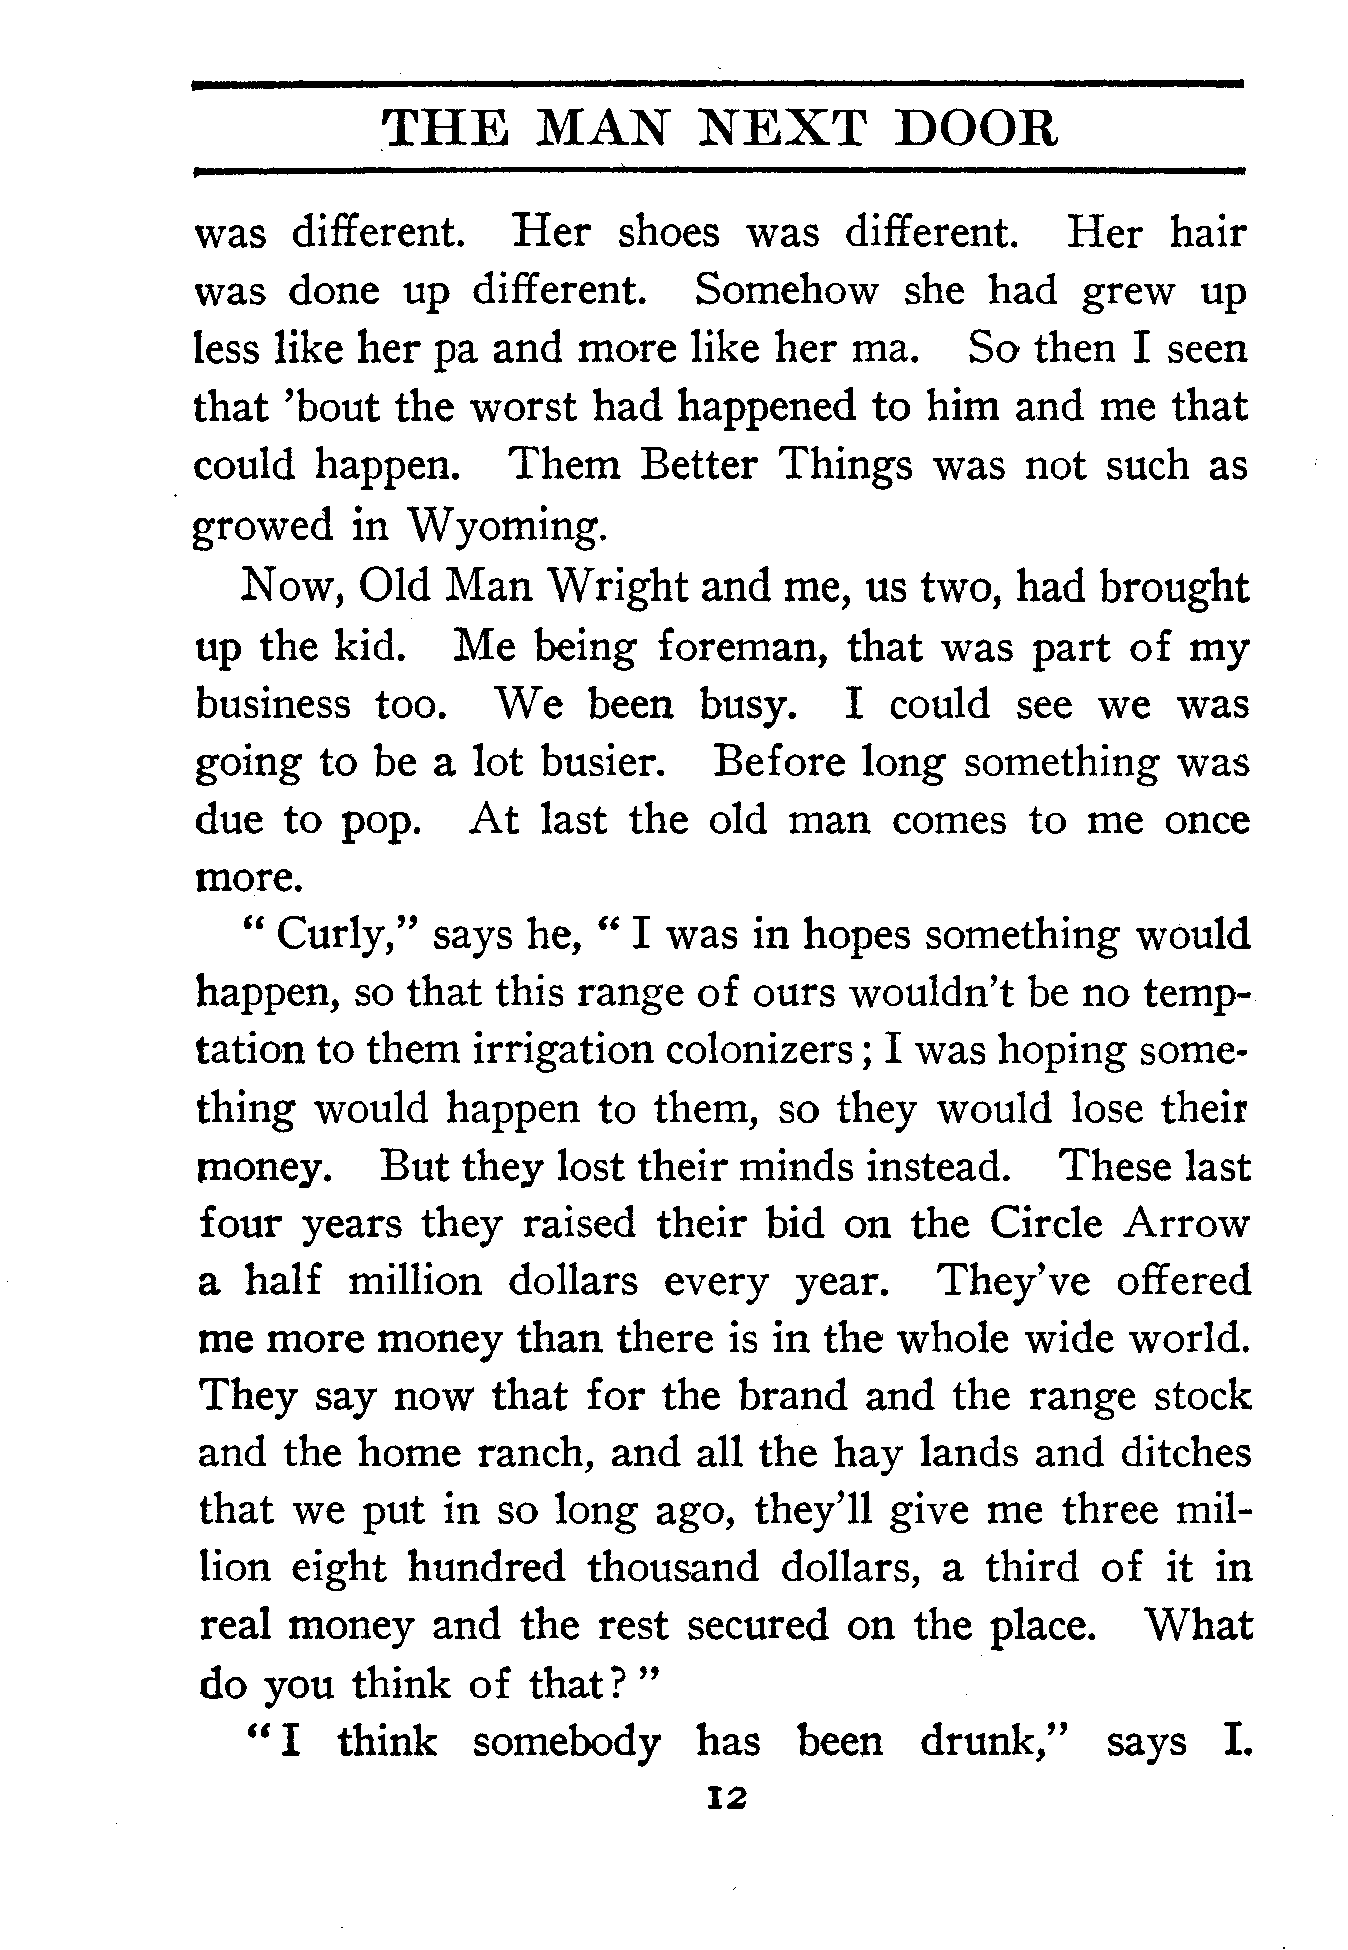 THE MAN NEXT DOOR
was different. Her shoes was different. Her hair
was done up different. Somehow she had grew up
less like her pa and more like her ma. So then I seen
that 'bout the worst had happened to him and me that
could happen. Them Better Things was not such as
growed in Wyoming.
Now, Old Man Wright and me, us two, had brought
up the kid. Me being foreman, that was part of my
business too. We been busy. I could see we was
going to be a lot busier. Before long something was
due to pop. At last the old man comes to me once
more.
" Curly," says he, " I was in hopes something would
happen, so that this range of ours wouldn't be no temp-
tation to them irrigation colonizers; I was hoping some-
thing would happen to them, so they would lose their
money. But they lost their minds instead. These last
four years they raised their bid on the Circle Arrow
a half million dollars every year. They've offered
me more money than there is in the whole wide world.
They say now that for the brand and the range stock
and the home ranch, and all the hay lands and ditches
that we put in so long ago, they'll give me three mil-
lion eight hundred thousand dollars, a third of it in
real money and the rest secured on the place. What
do you think of that? "
" I think somebody has been drunk," says I.
12